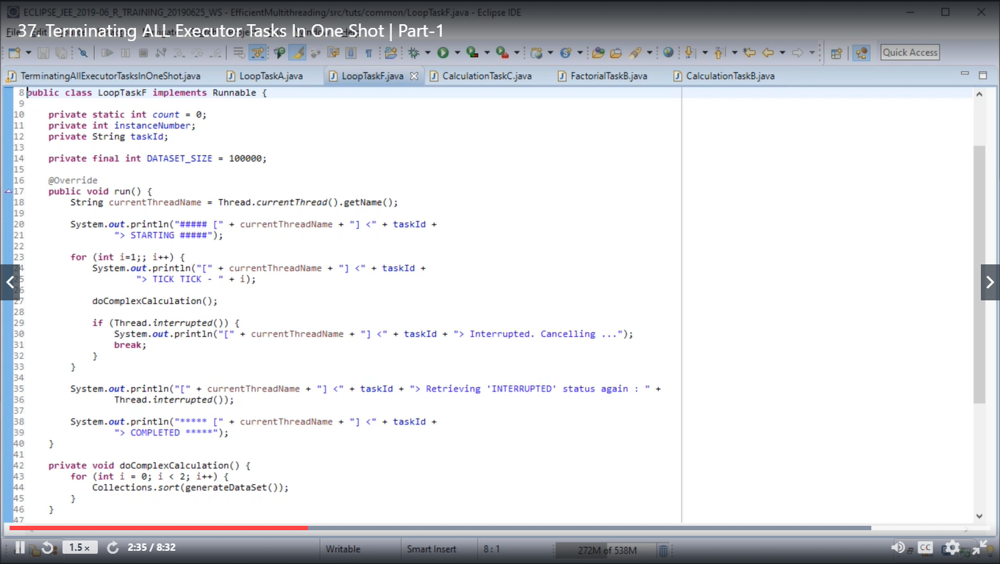 ECLIPSE_JEE_2019-06_R_TRAINING_20190625_WS - EfficientMultithreading/src/tuts/common/LoopTaskF.java - Eclipse IDE
37. Terminating ALL Executor Tasks In One Shot | Part-1
Quick Access
TerminatingAllExecutorTasksInOneShot.java LoopTaskA.java LoopTaskF.java CalculationTaskC.java FactorialTaskB.java CalculationTaskB.java
8 public class LoopTaskF implements Runnable {
9
10 private static int count = 0;
11 private int instanceNumber;
12 private String taskId;
13
14 private final int DATASET_SIZE = 100000;
15
16 @Override
17 public void run() {
18 String currentThreadName = Thread.currentThread().getName();
19
20 System.out.println("##### [" + currentThreadName + "] <" + taskId +
21 "> STARTING #####");
22
23 for (int i=1;; i++) {
24 System.out.println("[" + currentThreadName + "] <" + taskId +
25 "> TICK TICK - " + i);
26
27 doComplexCalculation();
28
29 if (Thread.interrupted()) {
30 System.out.println("[" + currentThreadName + "] <" + taskId + "> Interrupted. Cancelling ...");
31 break;
32 }
33 }
34
35 System.out.println("[" + currentThreadName + "] <" + taskId + "> Retrieving 'INTERRUPTED' status again : " +
36 Thread.interrupted());
37
38 System.out.println("***** [" + currentThreadName + "] <" + taskId +
39 "> COMPLETED *****");
40 }
41
42 private void doComplexCalculation() {
43 for (int i = 0; i < 2; i++) {
44 Collections.sort(generateDataSet());
45 }
46 }
47
1.5 x 2:35 / 8:32 Writable Smart Insert 8 : 1 272M of 538M CC